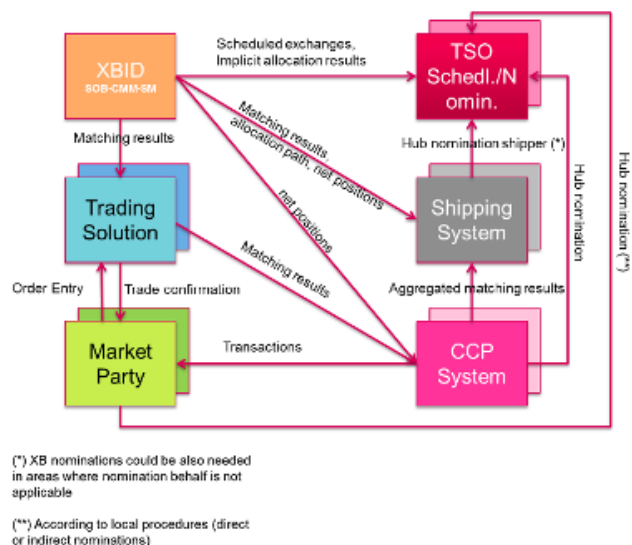 XBID
SOB-CMM-SM
Scheduled exchanges,
Implicit allocation results
TSO
Schedl./N
omin.
Matching results
Matching results,
allocation path, net positions
net positions
Hub nomination shipper (*)
Hub nomination
Hub nomination (**)
Trading
Solution
Shipping
System
Matching results
Order Entry
Trade confirmation
Aggregated matching results
Market
Party
Transactions
CCP
System
(*) XB nominations could be also needed
in areas where nomination behalf is not
applicable
(**) According to local procedures (direct
or indirect nominations)